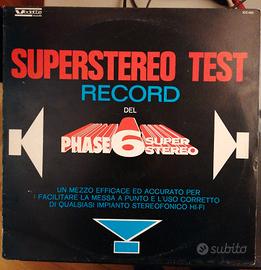 SUPERSTEREO TEST
RECORD
DEL
PHASE 6 SUPER STEREO
UN MEZZO EFFICACE ED ACCURATO PER
FACILITARE LA MESSA A PUNTO E L'USO CORRETTO
DI QUALSIASI IMPIANTO STEREOFONICO HI-FI
subito